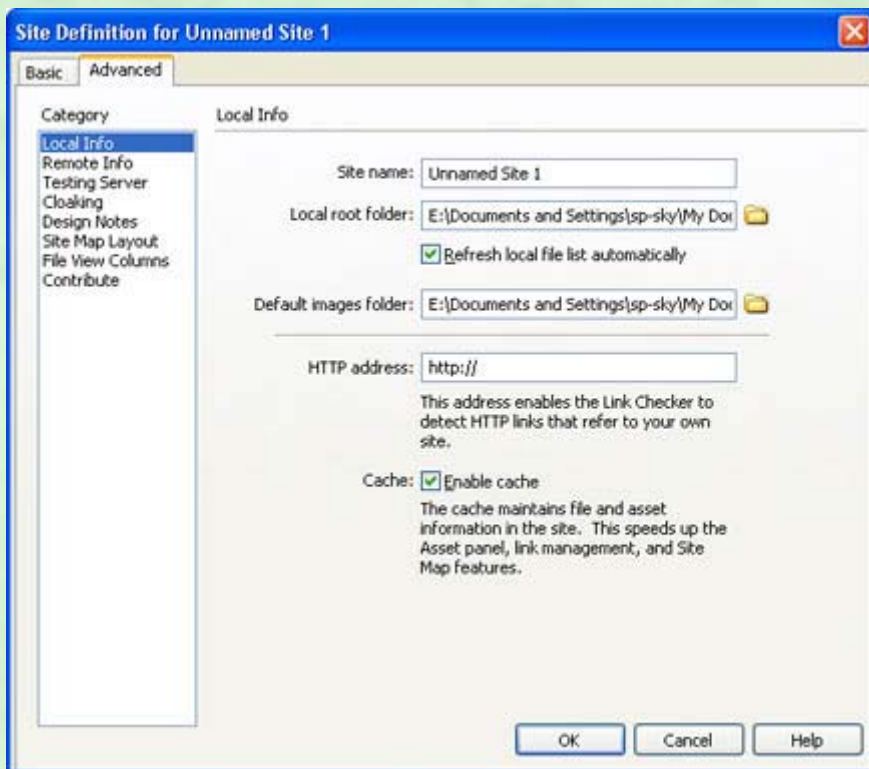 Site Definition for Unnamed Site 1
Basic
Advanced
Category
Local Info
Remote Info
Testing Server
Cloaking
Design Notes
Site Map Layout
File View Columns
Contribute
Local Info
Site name: Unnamed Site 1
Local root folder: E:\Documents and Settings\sp-sky\My Do
Refresh local file list automatically
Default images folder: E:\Documents and Settings\sp-sky\My Do
HTTP address: http://
This address enables the Link Checker to
detect HTTP links that refer to your own
site.
Cache: Enable cache
The cache maintains file and asset
information in the site. This speeds up the
Asset panel, link management, and Site
Map features.
OK
Cancel
Help